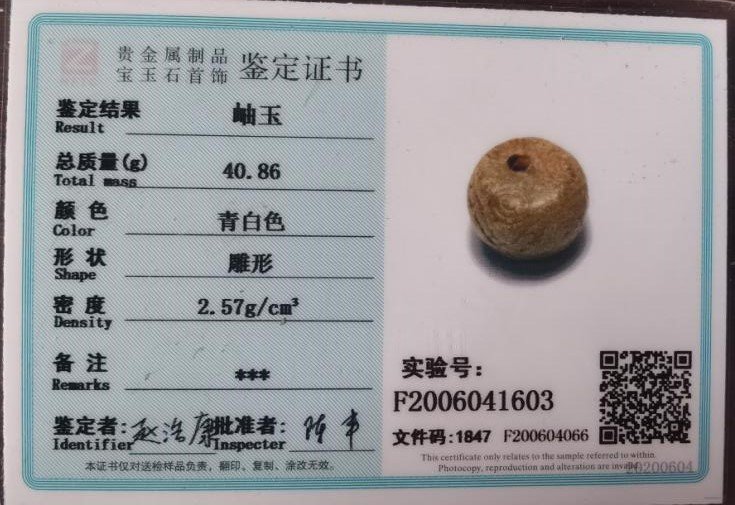 贵金属制品
宝玉石首饰
鉴定证书
鉴定结果 岫玉
Result
总质量(g) 40.86
Total mass
颜色 青白色
Color
形状 雕形
Shape
密度 2.57g/cm³
Density
备注 ***
Remarks
鉴定者: 赵浩康 批准者:
Identifier Inspecter
本证书仅对送检样品负责,翻印、复制、涂改无效。
实验号:
F2006041603
文件码:1847 F200604066
This certificate only relates to the sample referred to within.
Photocopy, reproduction and alteration are invalid
20200604